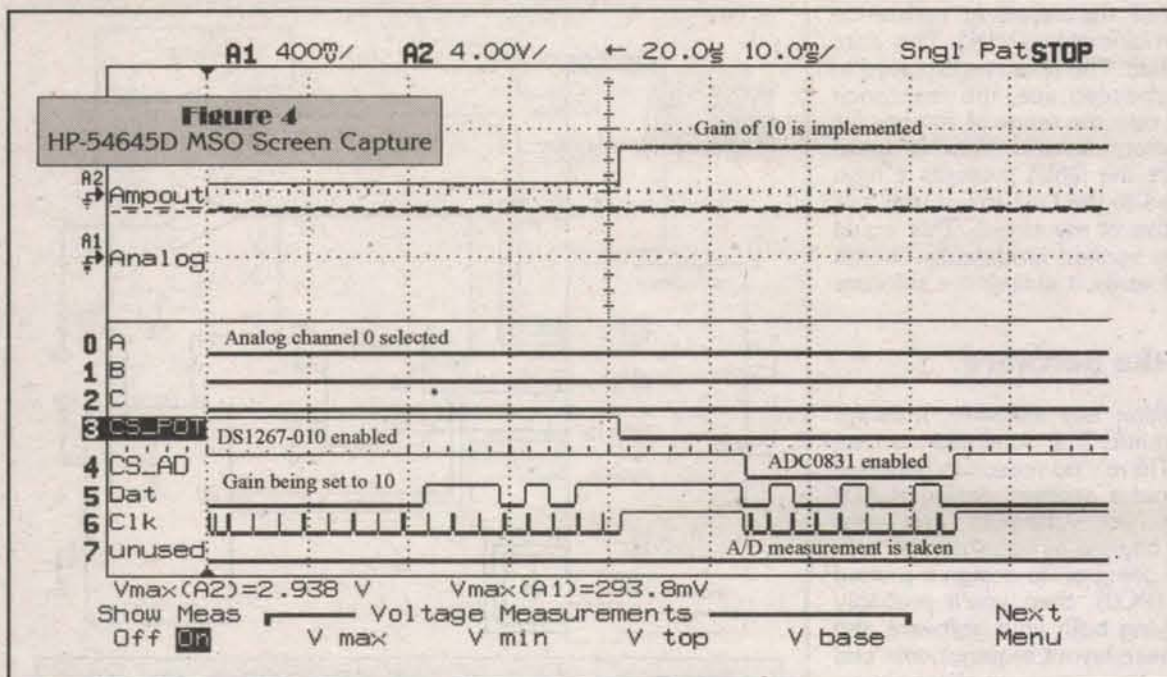 A1 400mV/ A2 4.00V/ ← 20.0us 10.0ms/ Sngl Pat STOP
Figure 4
HP-54645D MSO Screen Capture
Gain of 10 is implemented
A2
Ampout
A1
Analog
0 A Analog channel 0 selected
1 B
2 C
3 CS_POT DS1267-010 enabled
4 CS_AD ADC0831 enabled
5 Dat Gain being set to 10
6 Clk
7 unused A/D measurement is taken
Vmax(A2)=2.938 V Vmax(A1)=293.8mV
Show Meas Voltage Measurements Next
Off On V max V min V top V base Menu